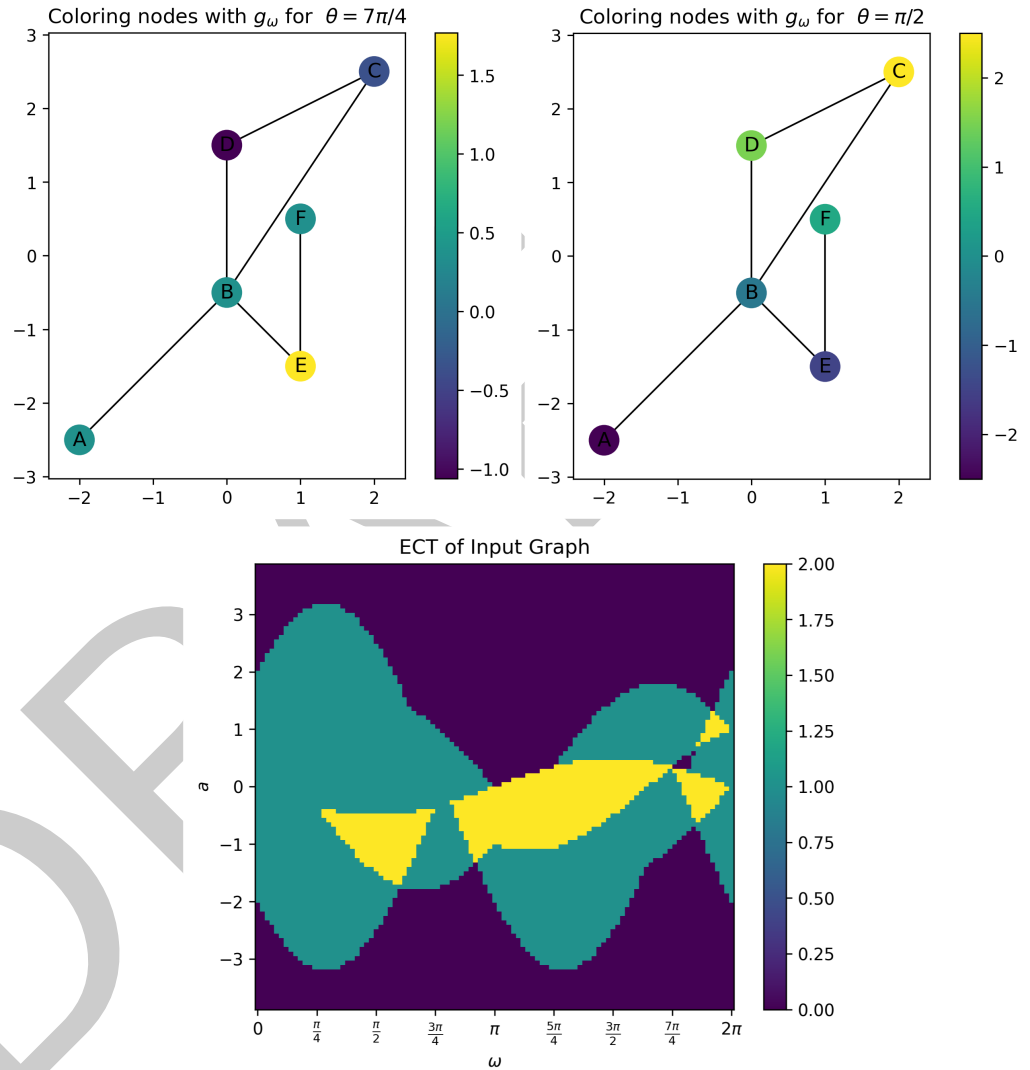 Coloring nodes with g_ω for θ = 7π/4
3
2
1
0
−1
−2
−3
−2
−1
0
1
2
A
B
C
D
E
F
1.5
1.0
0.5
0.0
−0.5
−1.0
Coloring nodes with g_ω for θ = π/2
3
2
1
0
−1
−2
−3
−2
−1
0
1
2
A
B
C
D
E
F
2
1
0
−1
−2
ECT of Input Graph
a
3
2
1
0
−1
−2
−3
0
π/4
π/2
3π/4
π
5π/4
3π/2
7π/4
2π
ω
2.00
1.75
1.50
1.25
1.00
0.75
0.50
0.25
0.00